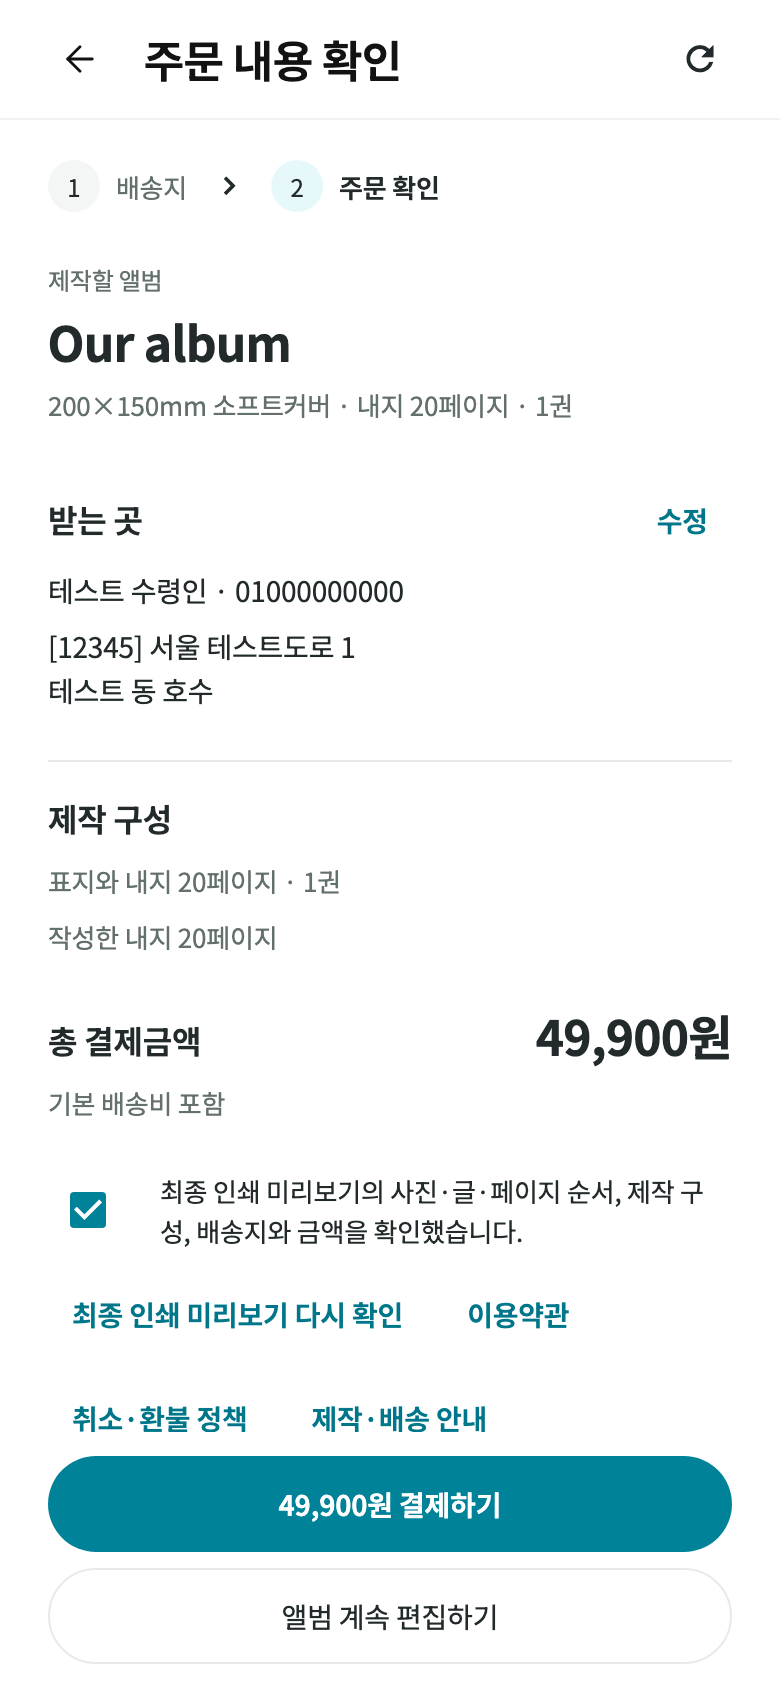 주문 내용 확인
1 배송지 2 주문 확인
제작할 앨범
Our album
200×150mm 소프트커버 · 내지 20페이지 · 1권
받는 곳 수정
테스트 수령인 · 01000000000
[12345] 서울 테스트도로 1
테스트 동 호수
제작 구성
표지와 내지 20페이지 · 1권
작성한 내지 20페이지
총 결제금액 49,900원
기본 배송비 포함
최종 인쇄 미리보기의 사진·글·페이지 순서, 제작 구
성, 배송지와 금액을 확인했습니다.
최종 인쇄 미리보기 다시 확인 이용약관
취소·환불 정책 제작·배송 안내
49,900원 결제하기
앨범 계속 편집하기